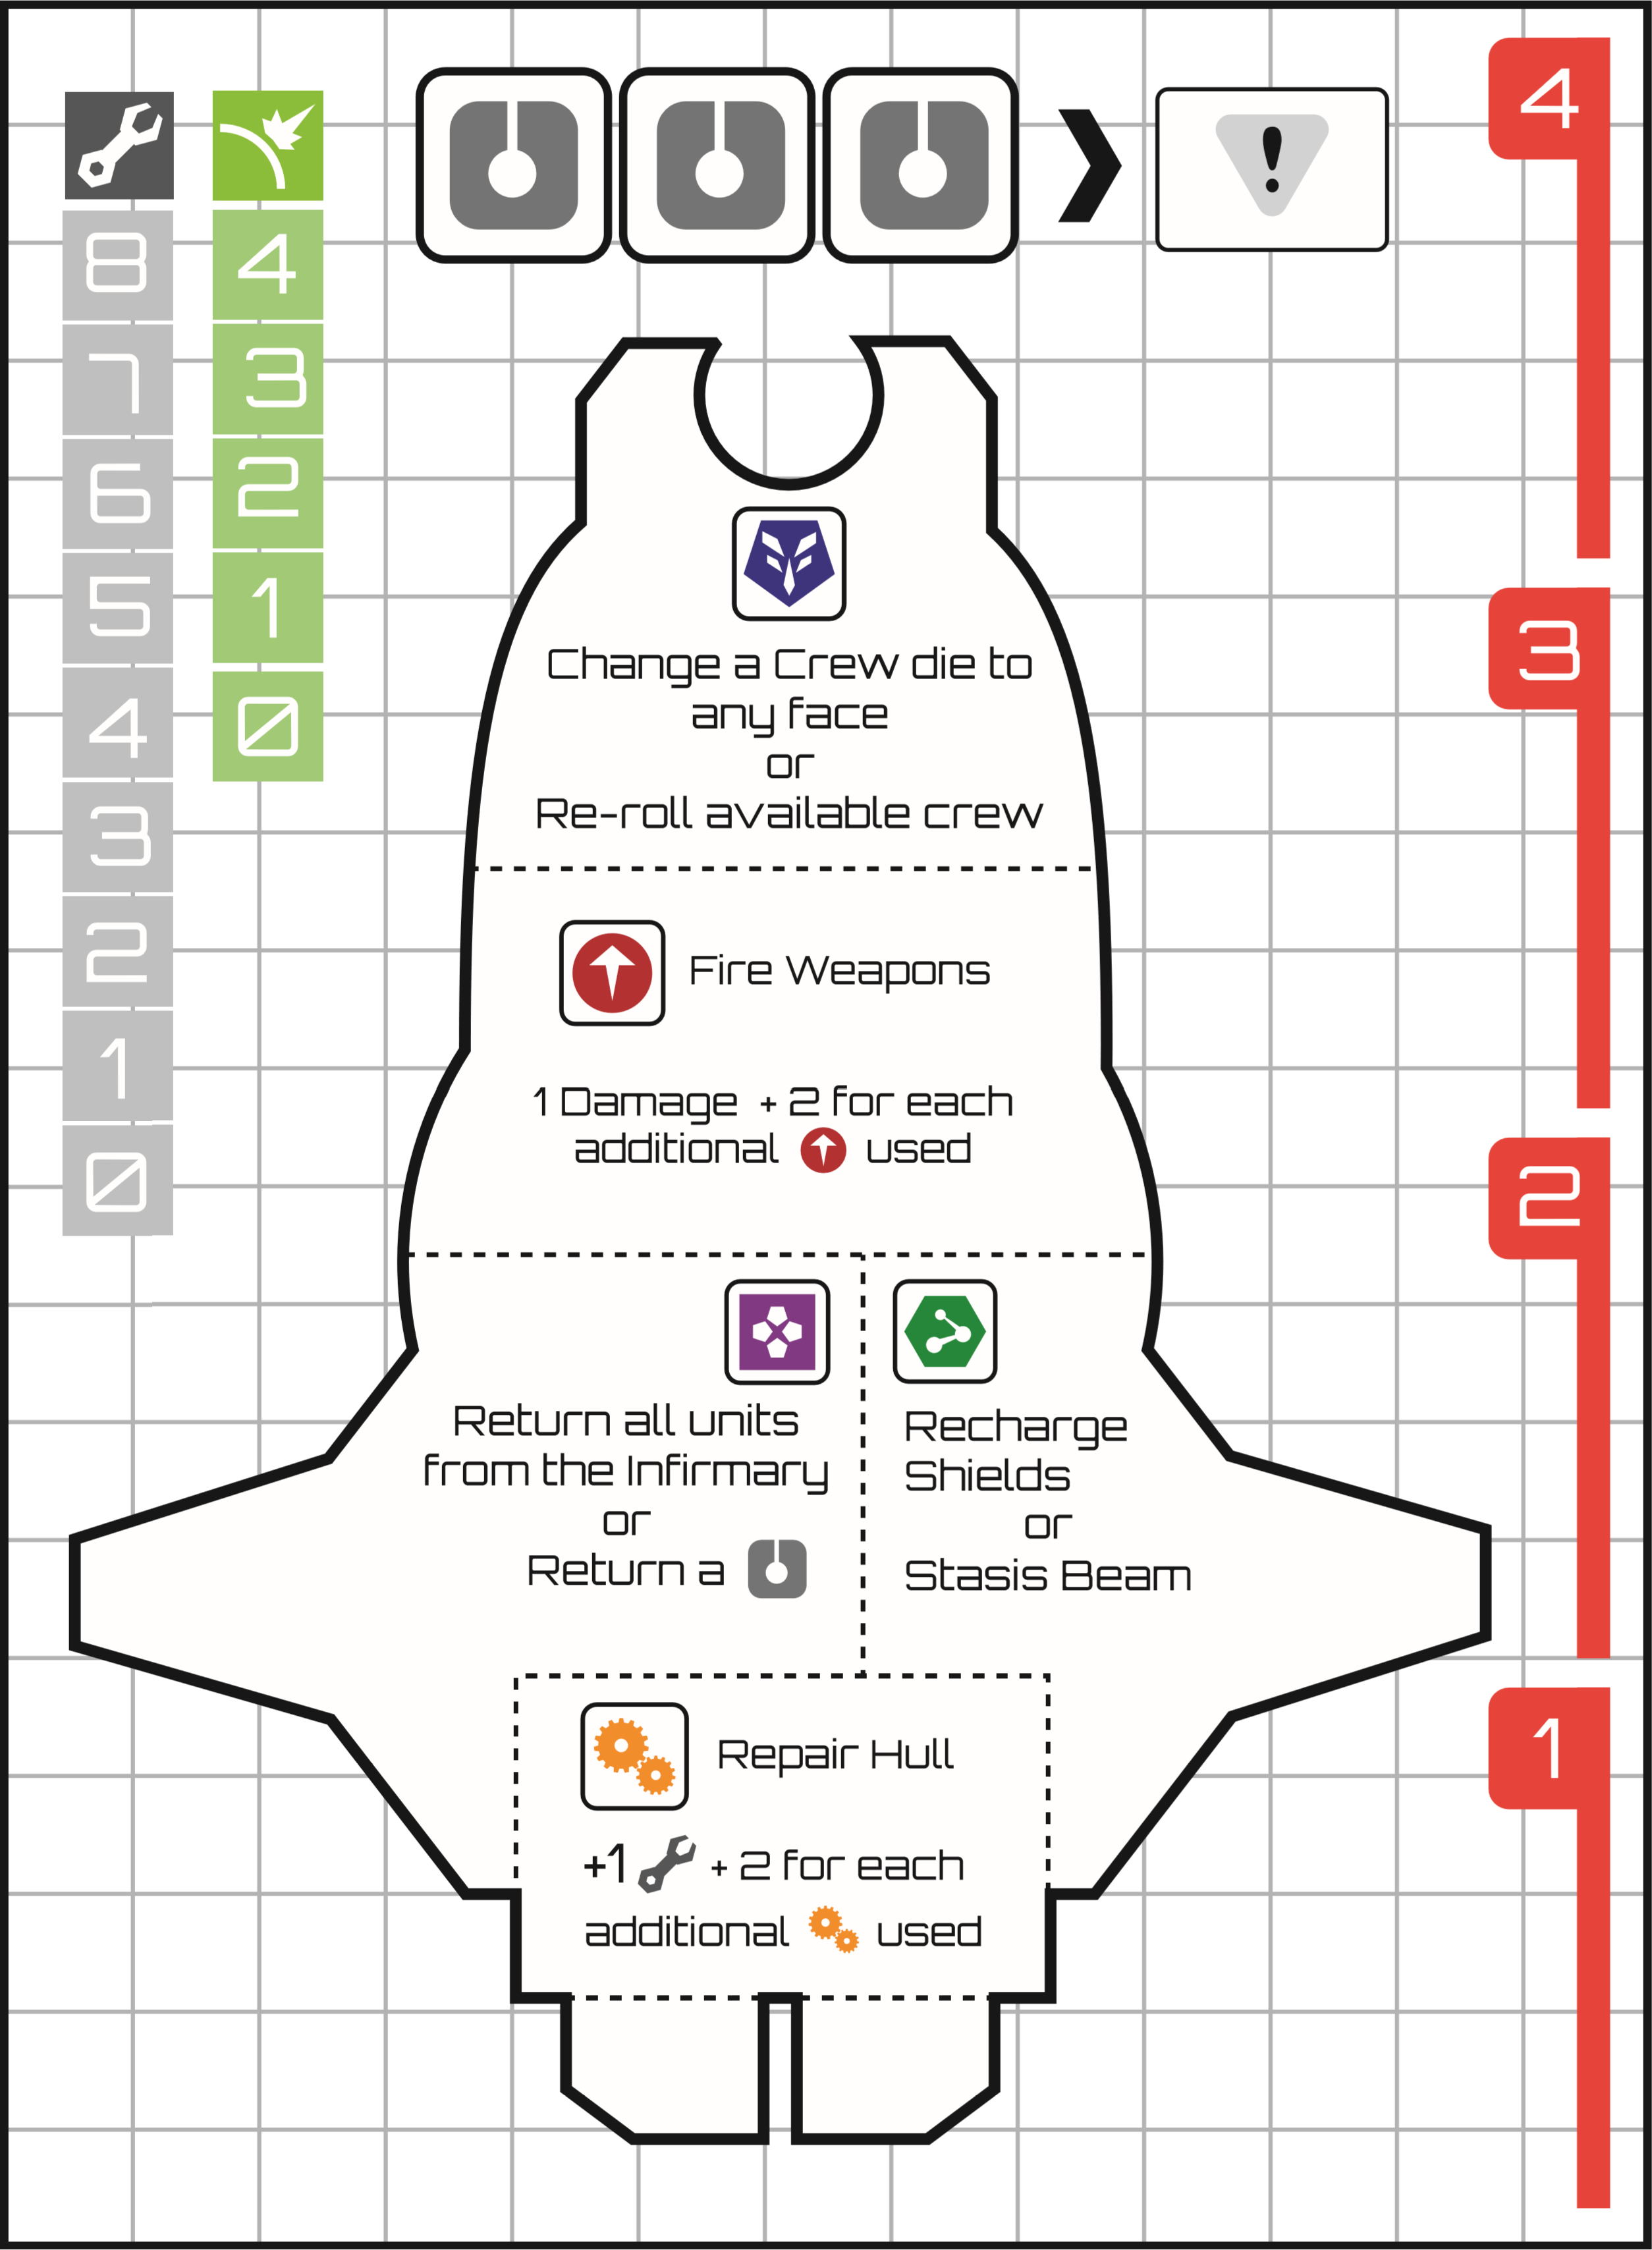 8
7
6
5
4
3
2
1
0
4
3
2
1
0
!
Change a Crew die to
any face
or
Re-roll available crew
Fire Weapons
1 Damage + 2 for each
additional used
Return all units
from the Infirmary
or
Return a
Recharge
Shields
or
Stasis Beam
Repair Hull
+1 + 2 for each
additional used
4
3
2
1